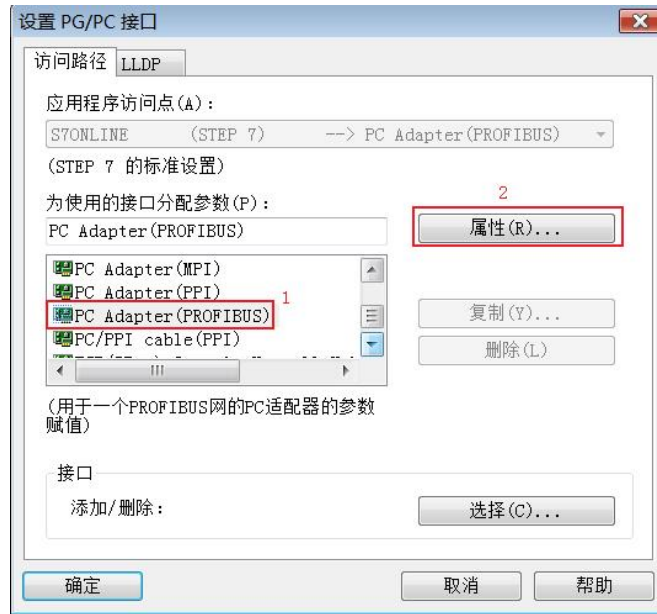 设置 PG/PC 接口
访问路径 LLDP
应用程序访问点(A):
S7ONLINE (STEP 7) --> PC Adapter(PROFIBUS)
(STEP 7 的标准设置)
为使用的接口分配参数(P):
2
PC Adapter(PROFIBUS)
属性(R)...
PC Adapter(MPI)
PC Adapter(PPI)
PC Adapter(PROFIBUS)
1
复制(Y)...
PC/PPI cable(PPI)
删除(L)
(用于一个PROFIBUS网的PC适配器的参数
赋值)
接口
添加/删除:
选择(C)...
确定
取消
帮助